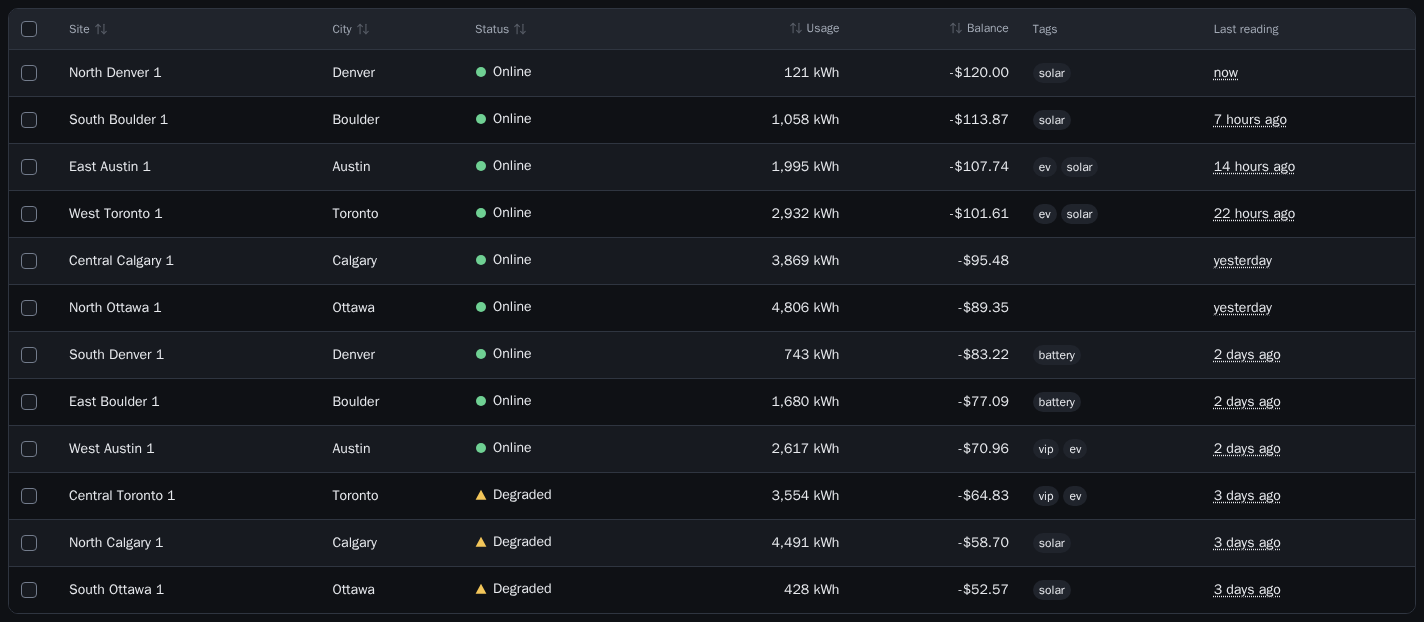 Site City Status Usage Balance Tags Last reading
North Denver 1 Denver Online 121 kWh -$120.00 solar now
South Boulder 1 Boulder Online 1,058 kWh -$113.87 solar 7 hours ago
East Austin 1 Austin Online 1,995 kWh -$107.74 ev solar 14 hours ago
West Toronto 1 Toronto Online 2,932 kWh -$101.61 ev solar 22 hours ago
Central Calgary 1 Calgary Online 3,869 kWh -$95.48 yesterday
North Ottawa 1 Ottawa Online 4,806 kWh -$89.35 yesterday
South Denver 1 Denver Online 743 kWh -$83.22 battery 2 days ago
East Boulder 1 Boulder Online 1,680 kWh -$77.09 battery 2 days ago
West Austin 1 Austin Online 2,617 kWh -$70.96 vip ev 2 days ago
Central Toronto 1 Toronto Degraded 3,554 kWh -$64.83 vip ev 3 days ago
North Calgary 1 Calgary Degraded 4,491 kWh -$58.70 solar 3 days ago
South Ottawa 1 Ottawa Degraded 428 kWh -$52.57 solar 3 days ago